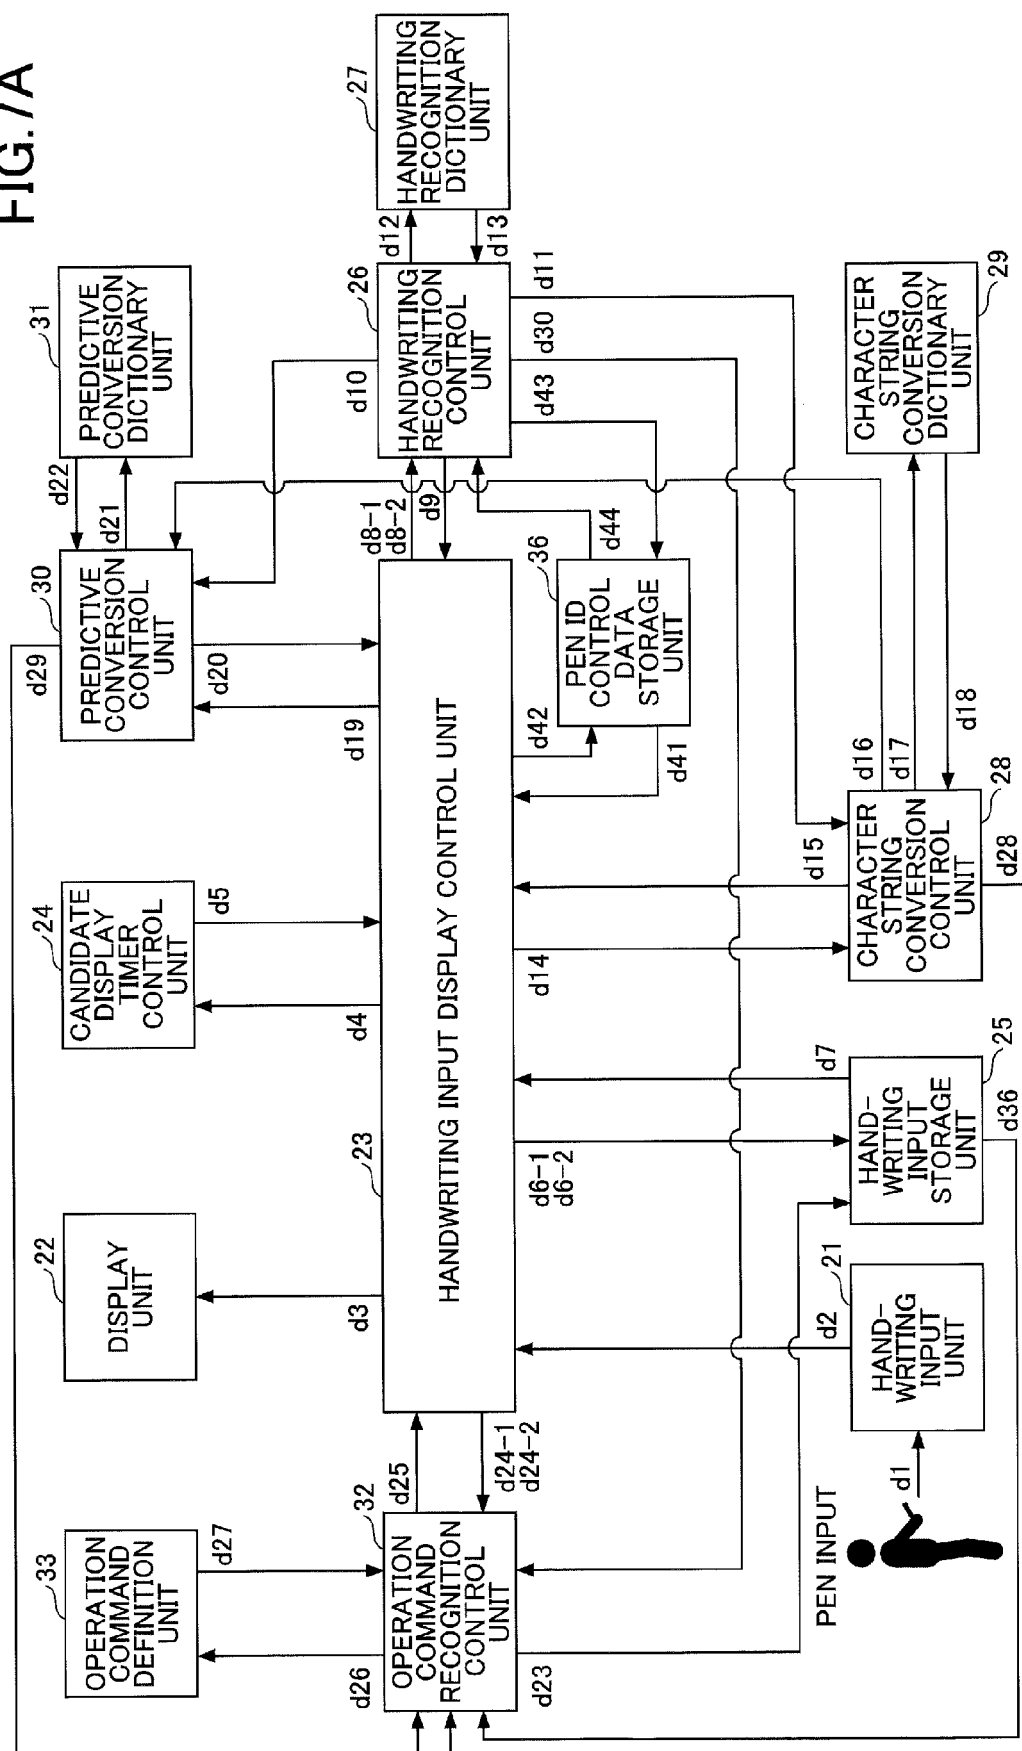 FIG.7A
33
OPERATION
COMMAND
DEFINITION
UNIT
d26
d27
22
DISPLAY
UNIT
d3
24
CANDIDATE
DISPLAY
TIMER
CONTROL
UNIT
d4
d5
d29
30
PREDICTIVE
CONVERSION
CONTROL
UNIT
d19
d20
d22
d21
31
PREDICTIVE
CONVERSION
DICTIONARY
UNIT
32
OPERATION
COMMAND
RECOGNITION
CONTROL
UNIT
d23
d25
d24-1
d24-2
23
HANDWRITING INPUT DISPLAY CONTROL UNIT
d8-1
d8-2
d9
d10
26
HANDWRITING
RECOGNITION
CONTROL
UNIT
d12
d13
27
HANDWRITING
RECOGNITION
DICTIONARY
UNIT
d11
d30
d43
d44
36
PEN ID
CONTROL
DATA
STORAGE
UNIT
d42
d41
PEN INPUT
d1
21
HAND-
WRITING
INPUT
UNIT
d2
d6-1
d6-2
d7
25
HAND-
WRITING
INPUT
STORAGE
UNIT
d36
d14
d15
28
CHARACTER
STRING
CONVERSION
CONTROL
UNIT
d28
d16
d17
d18
29
CHARACTER
STRING
CONVERSION
DICTIONARY
UNIT